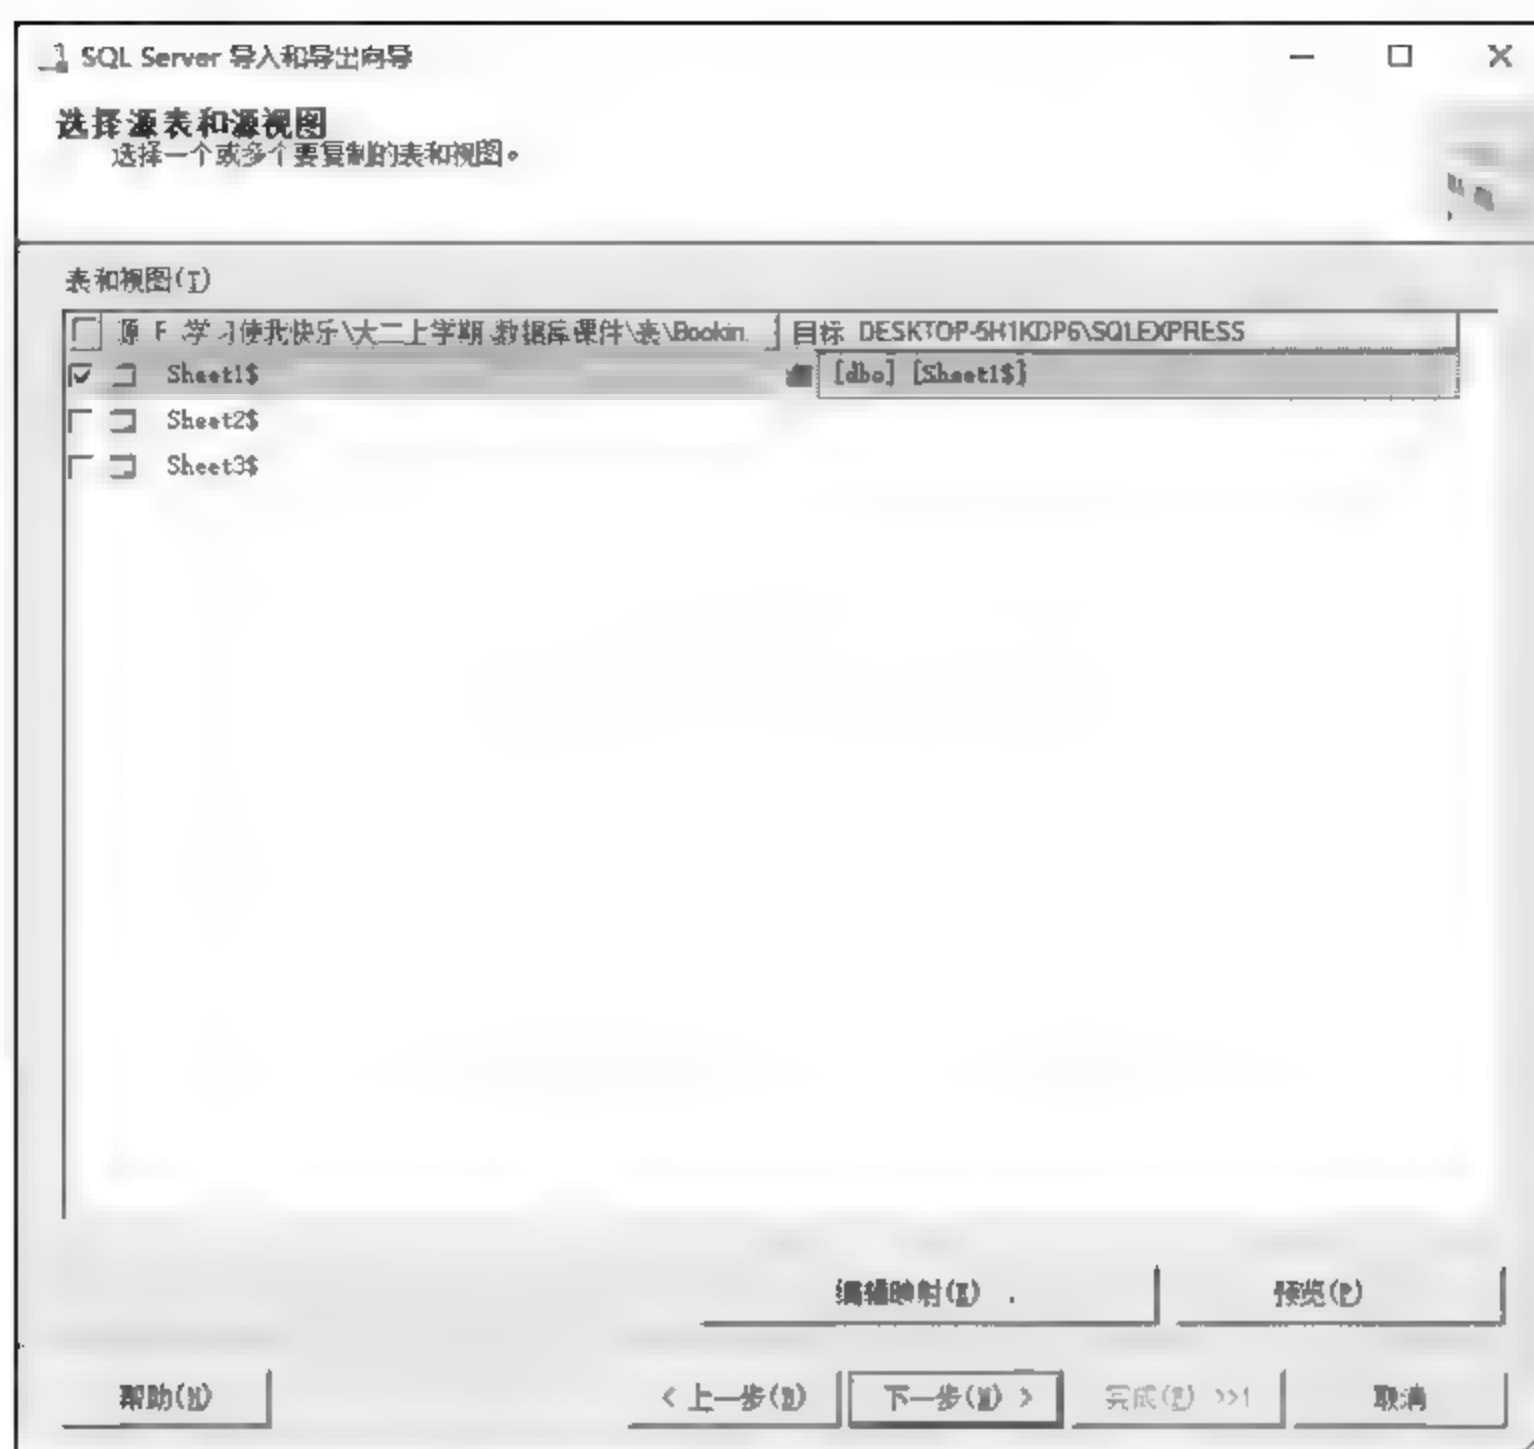 SQL Server 导入和导出向导
选择源表和源视图
选择一个或多个要复制的表和视图。
表和视图(T)
源 F 学习使我快乐\大二上学期 数据库课件\表\Bookin.
目标 DESKTOP-5H1KDP6\SQLEXPRESS
Sheet1$
[dbo] [Sheet1$]
Sheet2$
Sheet3$
编辑映射(E) .
预览(P)
帮助(H)
< 上一步(B)
下一步(N) >
完成(F) >>|
取消